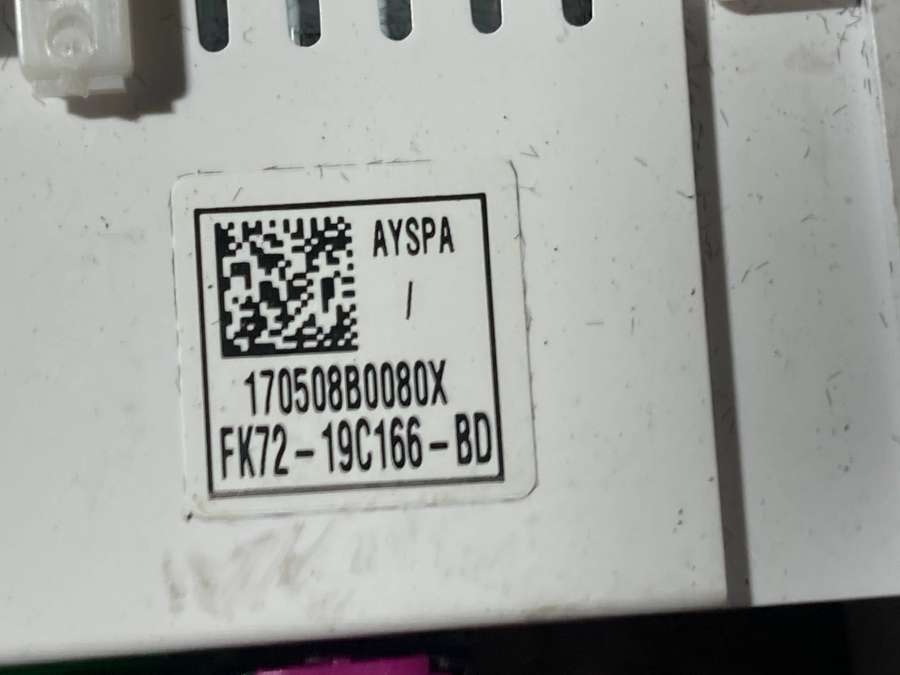 AYSPA
/
170508B0080X
FK72-19C166-BD